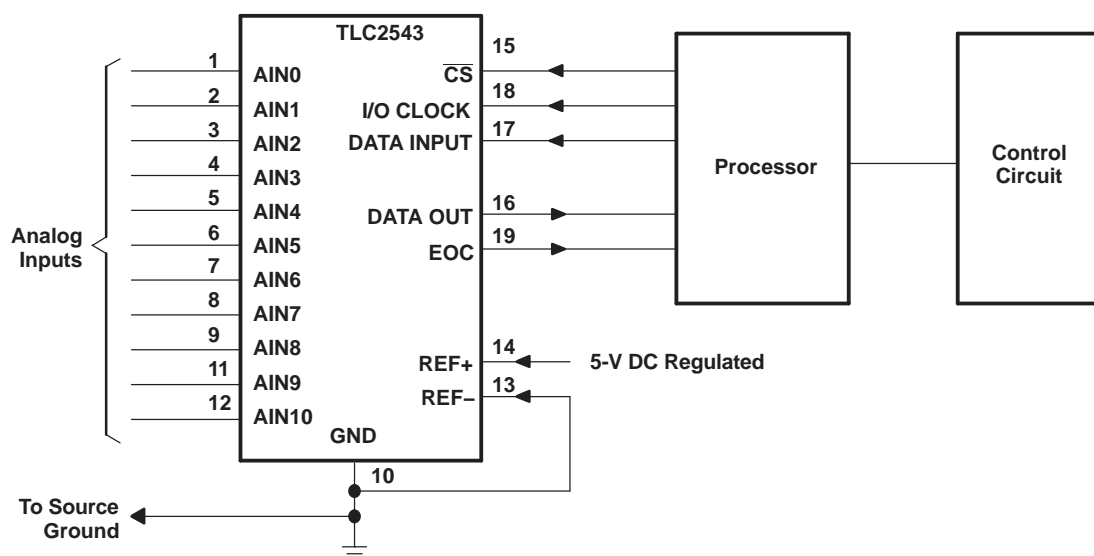 TLC2543
15
1
AIN0
CS
2
AIN1
I/O CLOCK
18
3
AIN2
DATA INPUT
17
4
AIN3
5
AIN4
DATA OUT
16
6
AIN5
EOC
19
7
AIN6
8
AIN7
9
AIN8
REF+
14
11
AIN9
REF–
13
12
AIN10
GND
10
Analog
Inputs
5-V DC Regulated
Processor
Control
Circuit
To Source
Ground